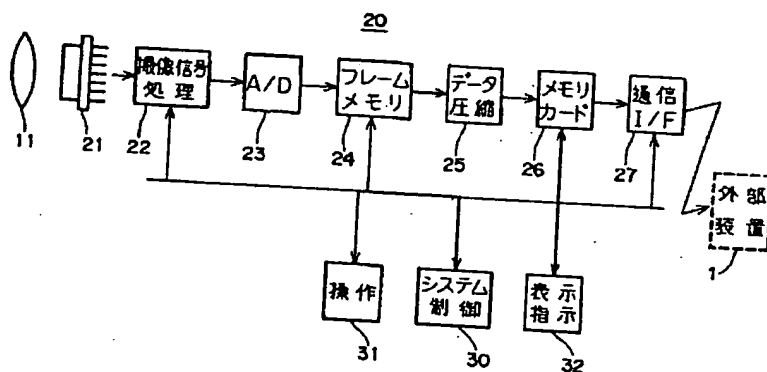 20
撮像信号
処理
A/D
フレーム
メモリ
データ
圧縮
メモリ
カード
通信
I/F
11
21
22
23
24
25
26
27
外部
装置
1
操作
システム
制御
表示
指示
31
30
32